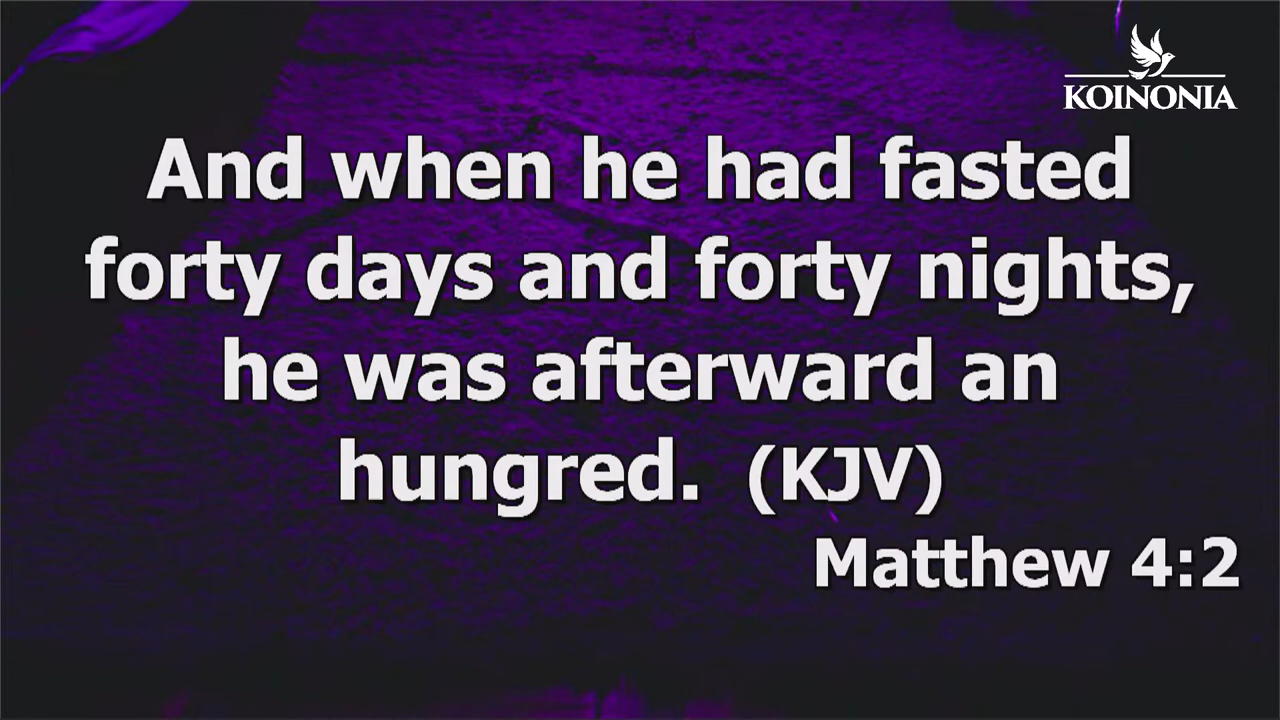 KOINONIA
And when he had fasted
forty days and forty nights,
he was afterward an
hungred. (KJV)
Matthew 4:2